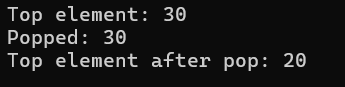 Top element: 30
Popped: 30
Top element after pop: 20